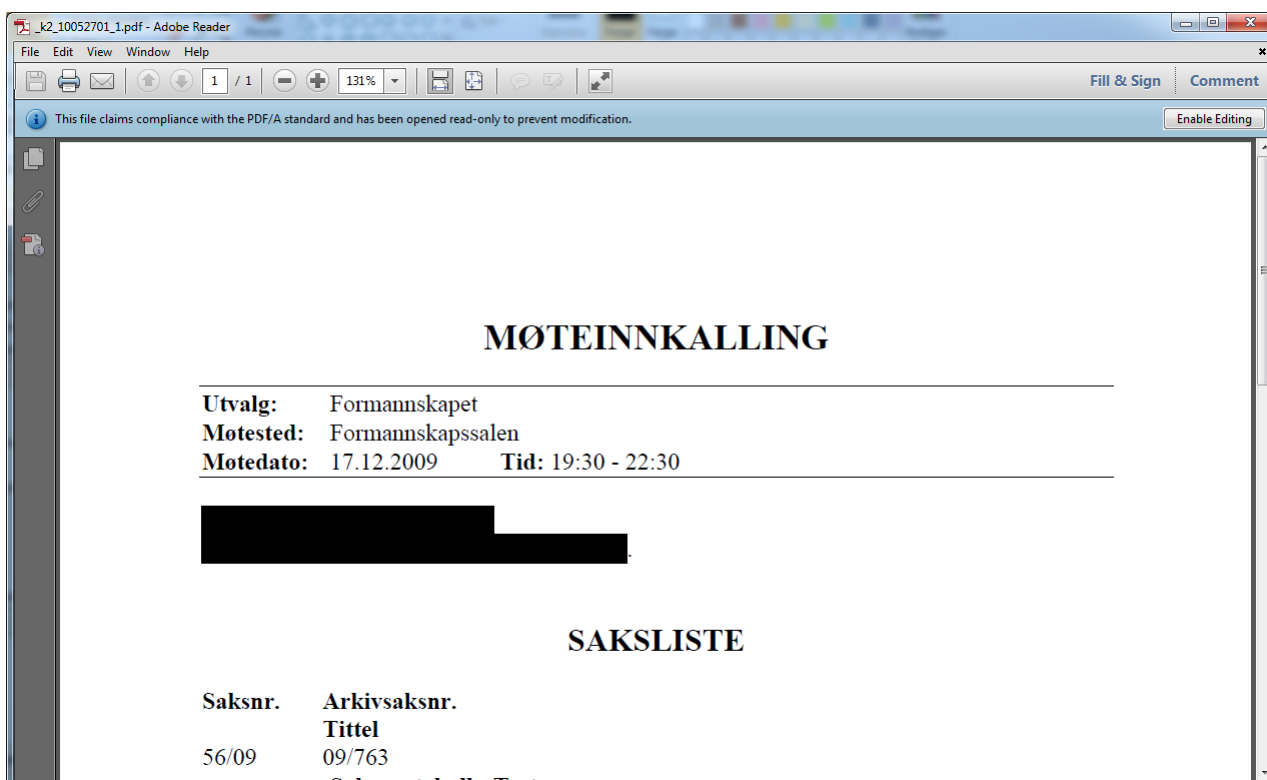 _k2_10052701_1.pdf - Adobe Reader
File Edit View Window Help
1 / 1 131% Fill & Sign Comment
This file claims compliance with the PDF/A standard and has been opened read-only to prevent modification. Enable Editing
MØTEINNKALLING
Utvalg: Formannskapet
Møtested: Formannskapssalen
Møtedato: 17.12.2009 Tid: 19:30 - 22:30
.
SAKSLISTE
Saksnr. Arkivsaksnr.
Tittel
56/09 09/763